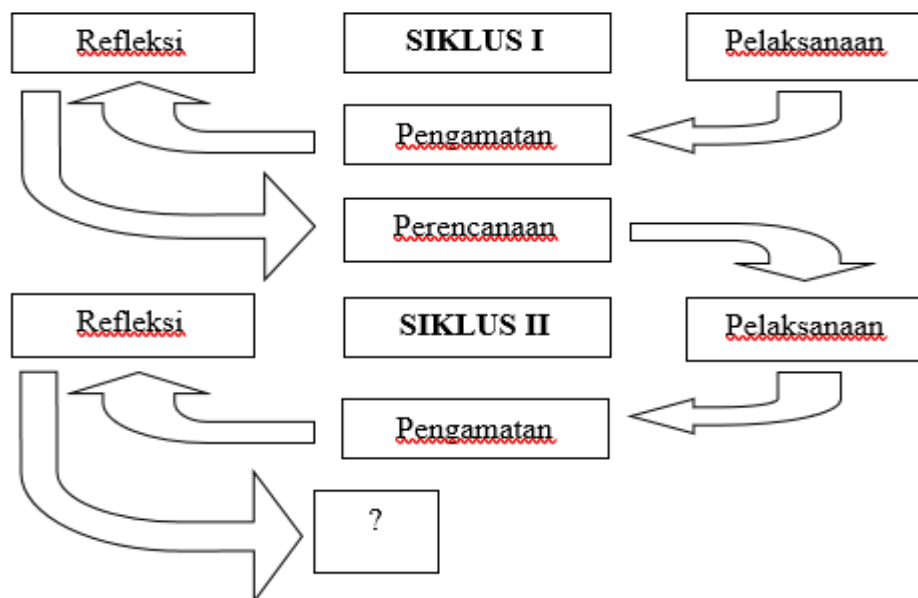 Refleksi
SIKLUS I
Pelaksanaan
Pengamatan
Perencanaan
Refleksi
SIKLUS II
Pelaksanaan
Pengamatan
?